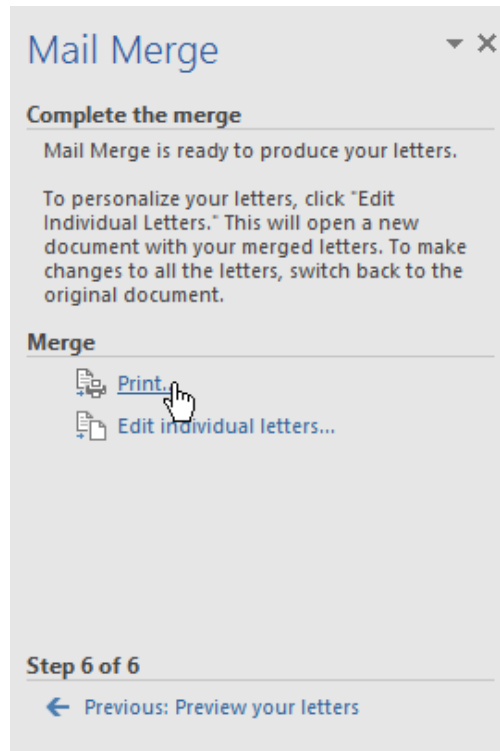 Mail Merge
Complete the merge
Mail Merge is ready to produce your letters.
To personalize your letters, click "Edit
Individual Letters." This will open a new
document with your merged letters. To make
changes to all the letters, switch back to the
original document.
Merge
Print...
Edit individual letters...
Step 6 of 6
Previous: Preview your letters